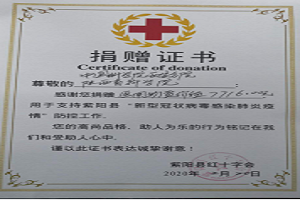 捐赠证书
Certificate of donation
尊敬的
感谢您捐赠 7716.
用于支持紫阳县“新型冠状病毒感染肺炎疫
情”防控工作。
您的高尚品格、助人为乐的行为铭记在我
们和受助人心中。
谨以此证书表达诚挚谢意!
紫阳县红十字会
2020年 月 日